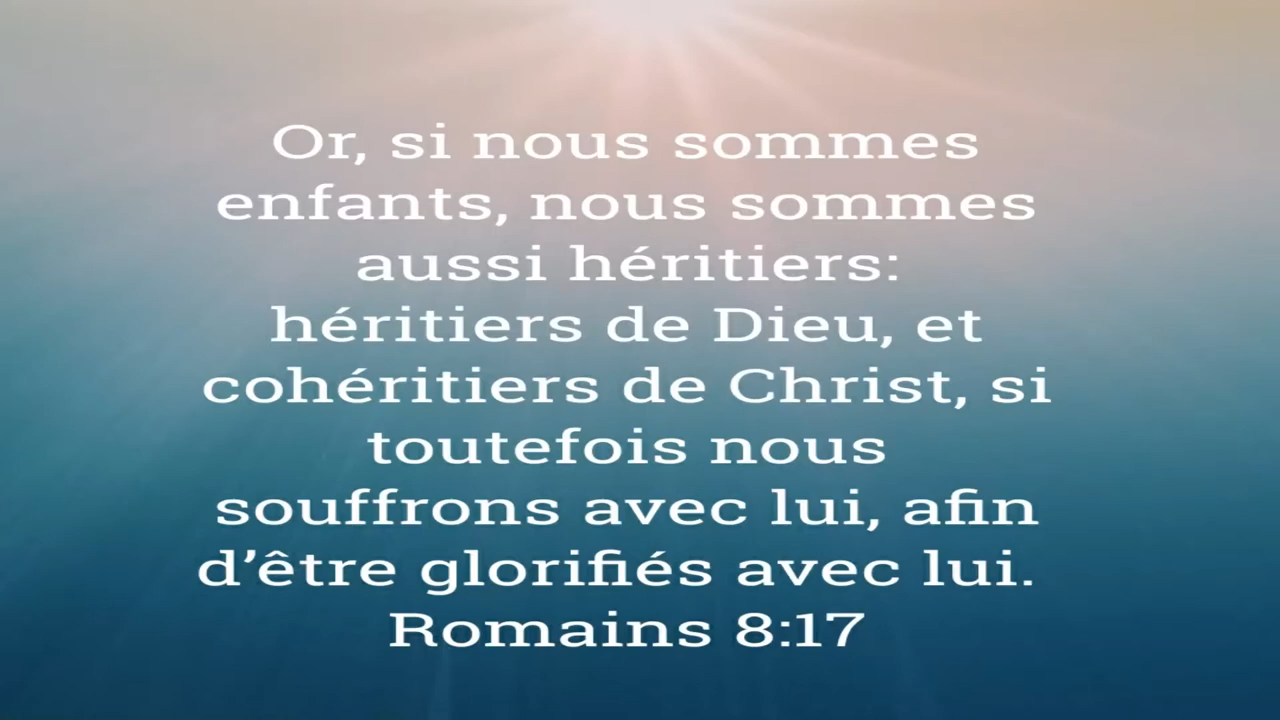 Or, si nous sommes
enfants, nous sommes
aussi héritiers:
héritiers de Dieu, et
cohéritiers de Christ, si
toutefois nous
souffrons avec lui, afin
d’être glorifiés avec lui.
Romains 8:17